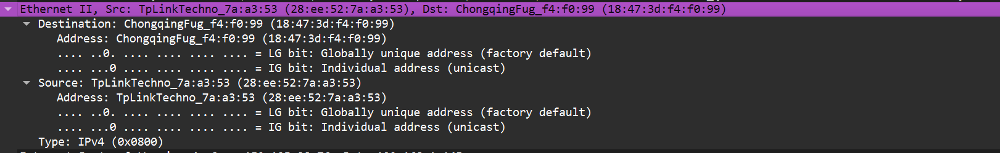 Ethernet II, Src: TpLinkTechno_7a:a3:53 (28:ee:52:7a:a3:53), Dst: ChongqingFug_f4:f0:99 (18:47:3d:f4:f0:99)
Destination: ChongqingFug_f4:f0:99 (18:47:3d:f4:f0:99)
Address: ChongqingFug_f4:f0:99 (18:47:3d:f4:f0:99)
.... ..0. .... .... .... .... = LG bit: Globally unique address (factory default)
.... ...0 .... .... .... .... = IG bit: Individual address (unicast)
Source: TpLinkTechno_7a:a3:53 (28:ee:52:7a:a3:53)
Address: TpLinkTechno_7a:a3:53 (28:ee:52:7a:a3:53)
.... ..0. .... .... .... .... = LG bit: Globally unique address (factory default)
.... ...0 .... .... .... .... = IG bit: Individual address (unicast)
Type: IPv4 (0x0800)